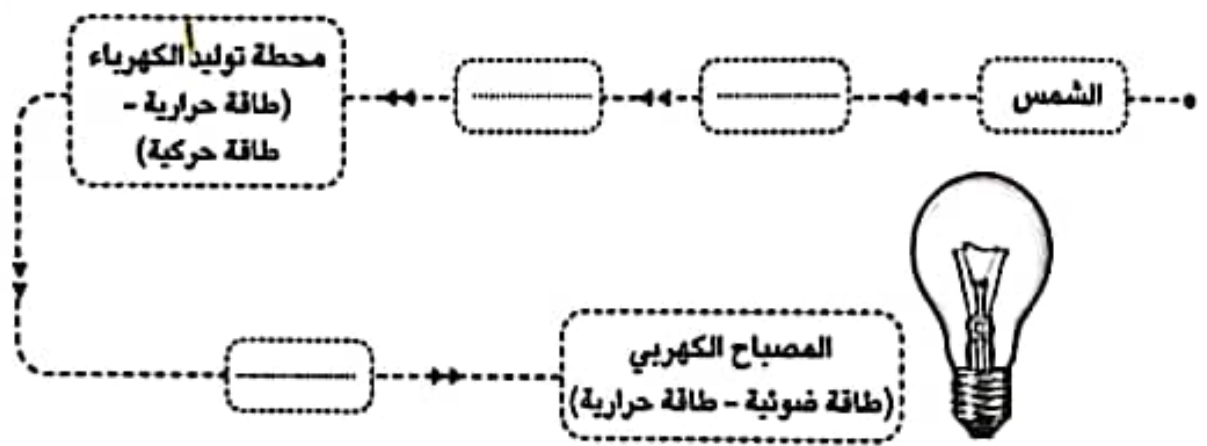 الشمس
محطة توليد الكهرباء
(طاقة حرارية -
طاقة حركية)
المصباح الكهربي
(طاقة ضوئية - طاقة حرارية)